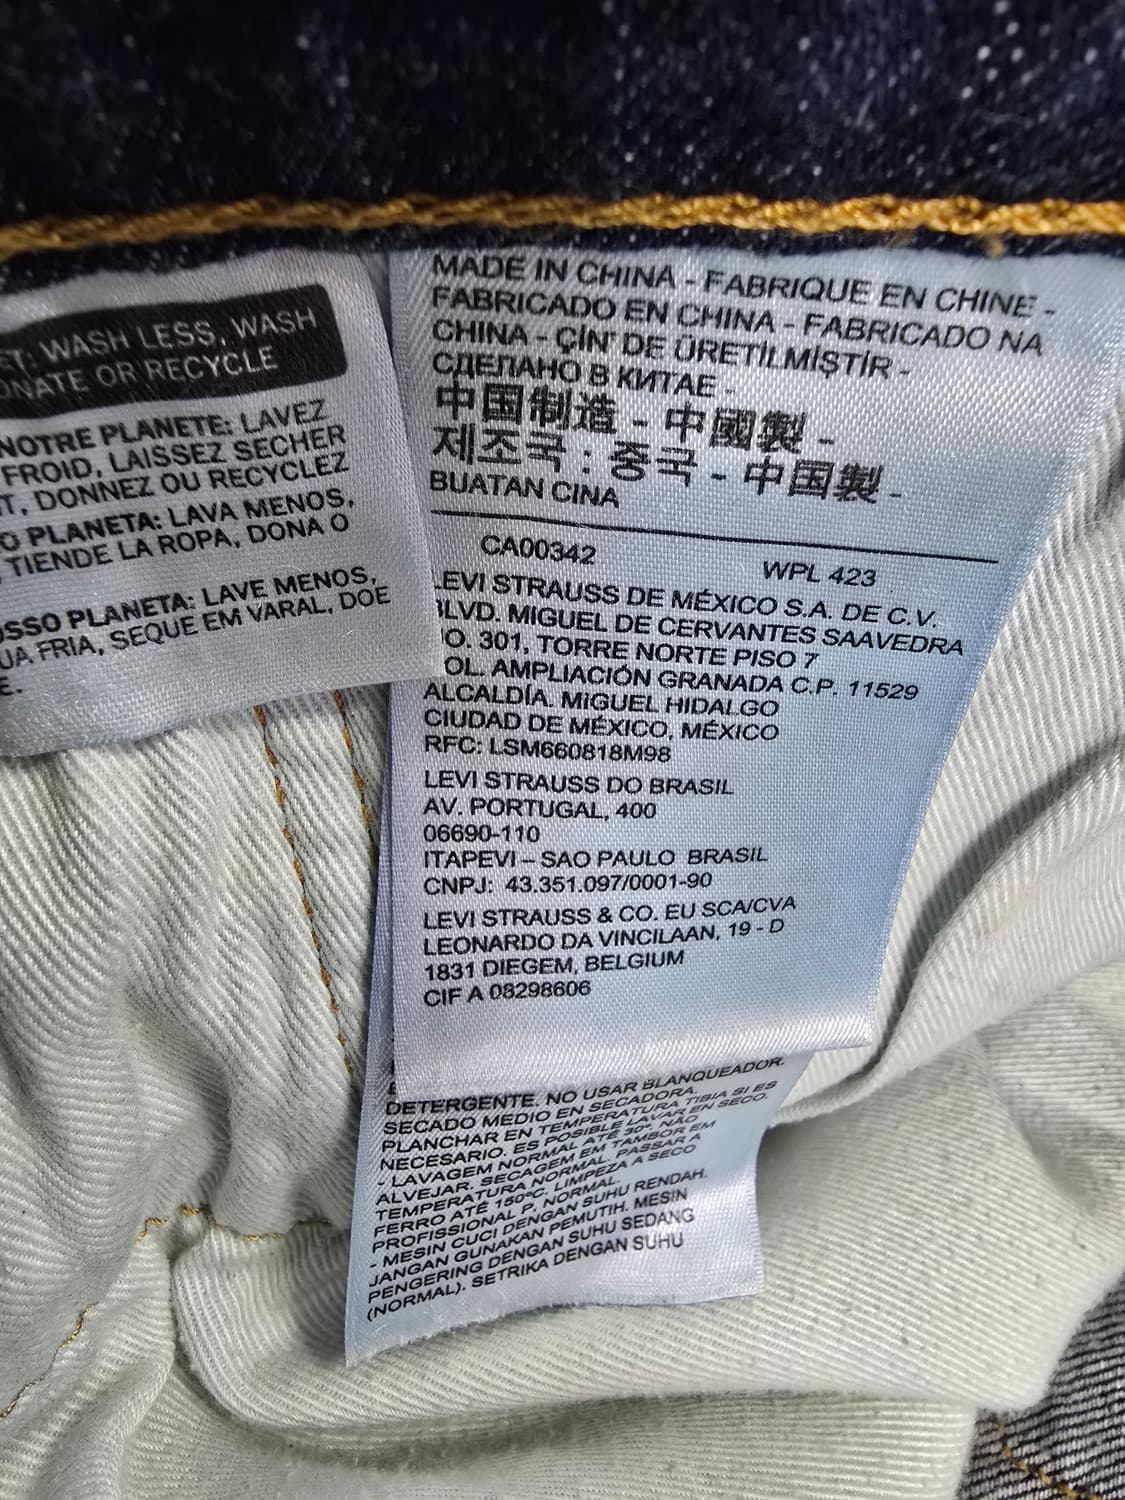 ET: WASH LESS, WASH
ONATE OR RECYCLE
NOTRE PLANETE: LAVEZ
FROID, LAISSEZ SECHER
T, DONNEZ OU RECYCLEZ
O PLANETA: LAVA MENOS,
TIENDE LA ROPA, DONA O
OSSO PLANETA: LAVE MENOS,
UA FRIA, SEQUE EM VARAL, DOE
E.
MADE IN CHINA - FABRIQUE EN CHINE -
FABRICADO EN CHINA - FABRICADO NA
CHINA - ÇİN' DE ÜRETİLMİŞTİR -
СДЕЛАНО В КИТАЕ -
中国制造 - 中國製 -
제조국 : 중국 - 中国製 -
BUATAN CINA
CA00342 WPL 423
LEVI STRAUSS DE MÉXICO S.A. DE C.V.
BLVD. MIGUEL DE CERVANTES SAAVEDRA
O. 301, TORRE NORTE PISO 7
OL. AMPLIACIÓN GRANADA C.P. 11529
ALCALDÍA. MIGUEL HIDALGO
CIUDAD DE MÉXICO, MÉXICO
RFC: LSM660818M98
LEVI STRAUSS DO BRASIL
AV. PORTUGAL, 400
06690-110
ITAPEVI – SAO PAULO BRASIL
CNPJ: 43.351.097/0001-90
LEVI STRAUSS & CO. EU SCA/CVA
LEONARDO DA VINCILAAN, 19 - D
1831 DIEGEM, BELGIUM
CIF A 08298606
DETERGENTE. NO USAR BLANQUEADOR.
SECADO MEDIO EN SECADORA.
PLANCHAR EN TEMPERATURA TIBIA SI ES
NECESARIO. ES POSIBLE LAVAR EN SECO.
- LAVAGEM NORMAL ATÉ 30º. NÃO
ALVEJAR. SECAGEM EM TAMBOR EM
TEMPERATURA NORMAL. PASSAR A
FERRO ATÉ 150ºC. LIMPEZA A SECO
PROFISSIONAL P, NORMAL.
- MESIN CUCI DENGAN SUHU RENDAH.
JANGAN GUNAKAN PEMUTIH. MESIN
PENGERING DENGAN SUHU SEDANG
(NORMAL). SETRIKA DENGAN SUHU